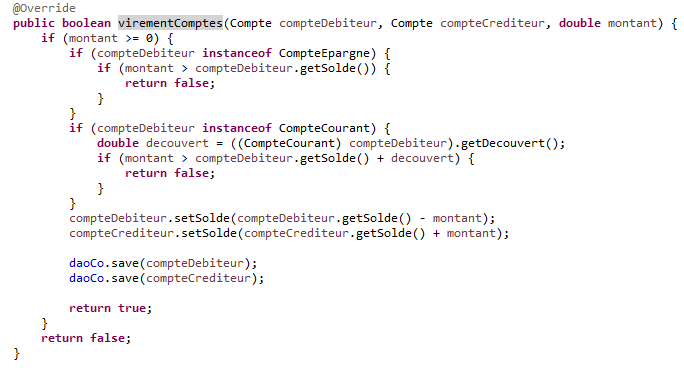 @Override
public boolean virementComptes(Compte compteDebiteur, Compte compteCrediteur, double montant) {
    if (montant >= 0) {
        if (compteDebiteur instanceof CompteEpargne) {
            if (montant > compteDebiteur.getSolde()) {
                return false;
            }
        }
        if (compteDebiteur instanceof CompteCourant) {
            double decouvert = ((CompteCourant) compteDebiteur).getDecouvert();
            if (montant > compteDebiteur.getSolde() + decouvert) {
                return false;
            }
        }
        compteDebiteur.setSolde(compteDebiteur.getSolde() - montant);
        compteCrediteur.setSolde(compteCrediteur.getSolde() + montant);

        daoCo.save(compteDebiteur);
        daoCo.save(compteCrediteur);

        return true;
    }
    return false;
}